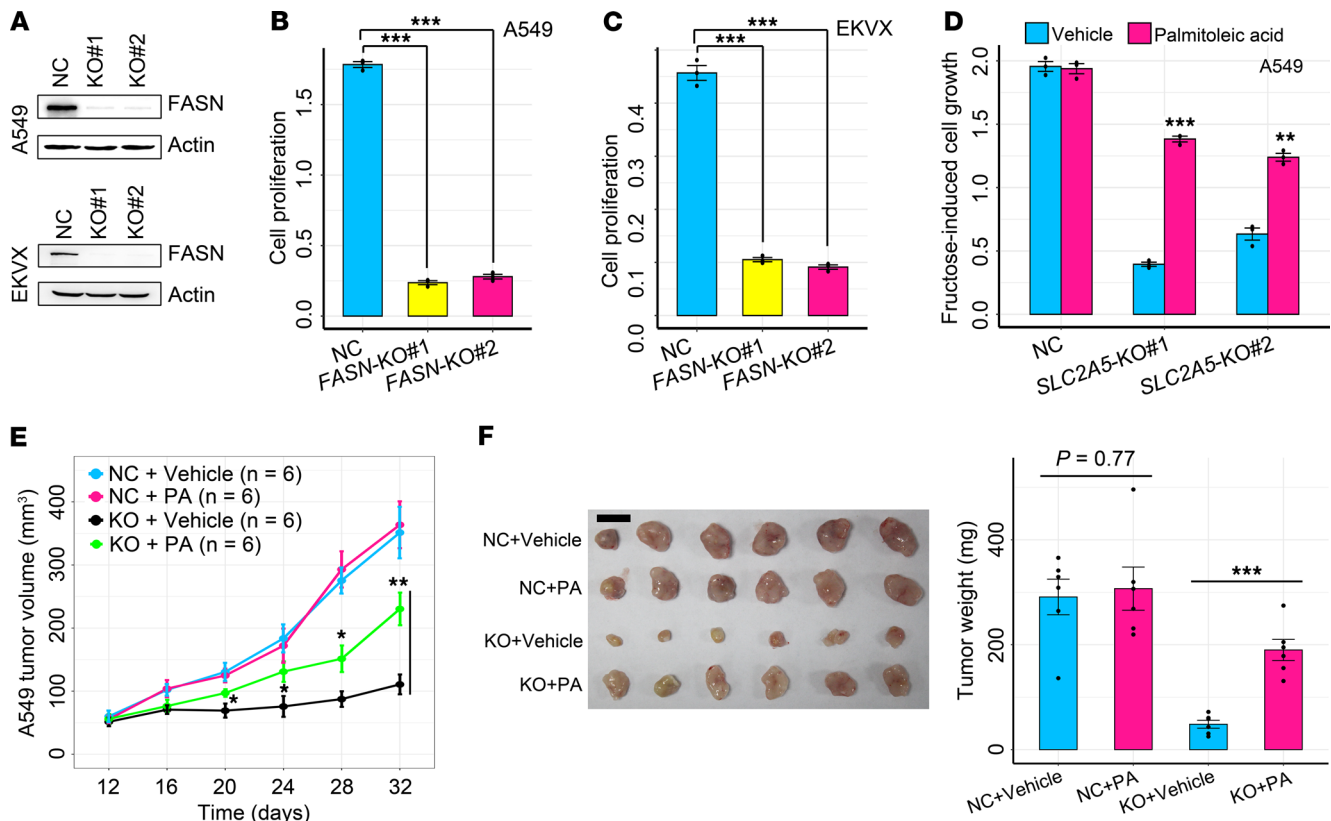 A
NC
KO#1
KO#2
A549
FASN
Actin
NC
KO#1
KO#2
EKVX
FASN
Actin
B
A549
***
***
Cell proliferation
1.5
1.0
0.5
0.0
NC
FASN-KO#1
FASN-KO#2
C
EKVX
***
***
Cell proliferation
0.4
0.3
0.2
0.1
0.0
NC
FASN-KO#1
FASN-KO#2
D
Vehicle
Palmitoleic acid
A549
Fructose-induced cell growth
2.0
1.5
1.0
0.5
0.0
***
**
NC
SLC2A5-KO#1
SLC2A5-KO#2
E
NC + Vehicle (n = 6)
NC + PA (n = 6)
KO + Vehicle (n = 6)
KO + PA (n = 6)
A549 tumor volume (mm³)
400
300
200
100
0
*
*
*
**
12 16 20 24 28 32
Time (days)
F
NC+Vehicle
NC+PA
KO+Vehicle
KO+PA
P = 0.77
***
Tumor weight (mg)
400
200
0
NC+Vehicle
NC+PA
KO+Vehicle
KO+PA